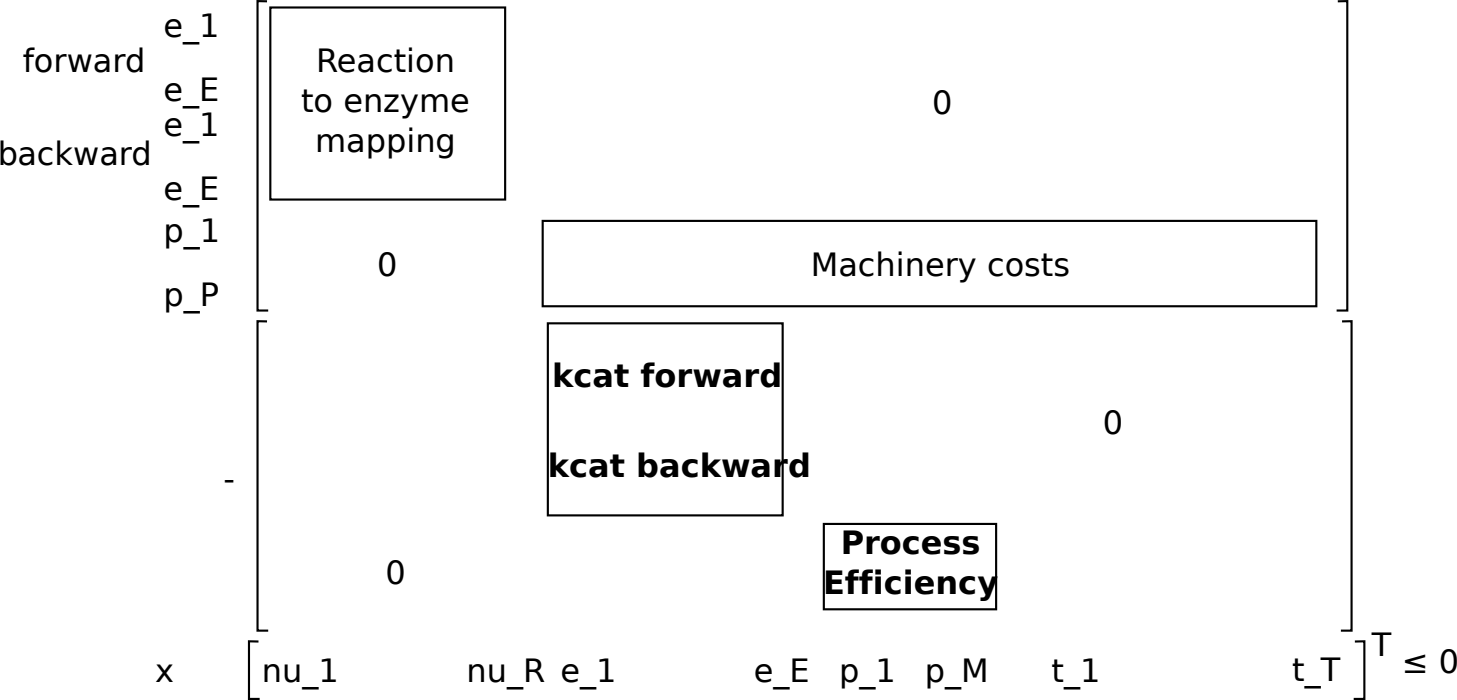 e_1
forward
e_E
e_1
backward
e_E
p_1
p_P
Reaction
to enzyme
mapping
0
0
Machinery costs
-
kcat forward
kcat backward
0
0
Process
Efficiency
x [nu_1 nu_R e_1 e_E p_1 p_M t_1 t_T]T ≤ 0